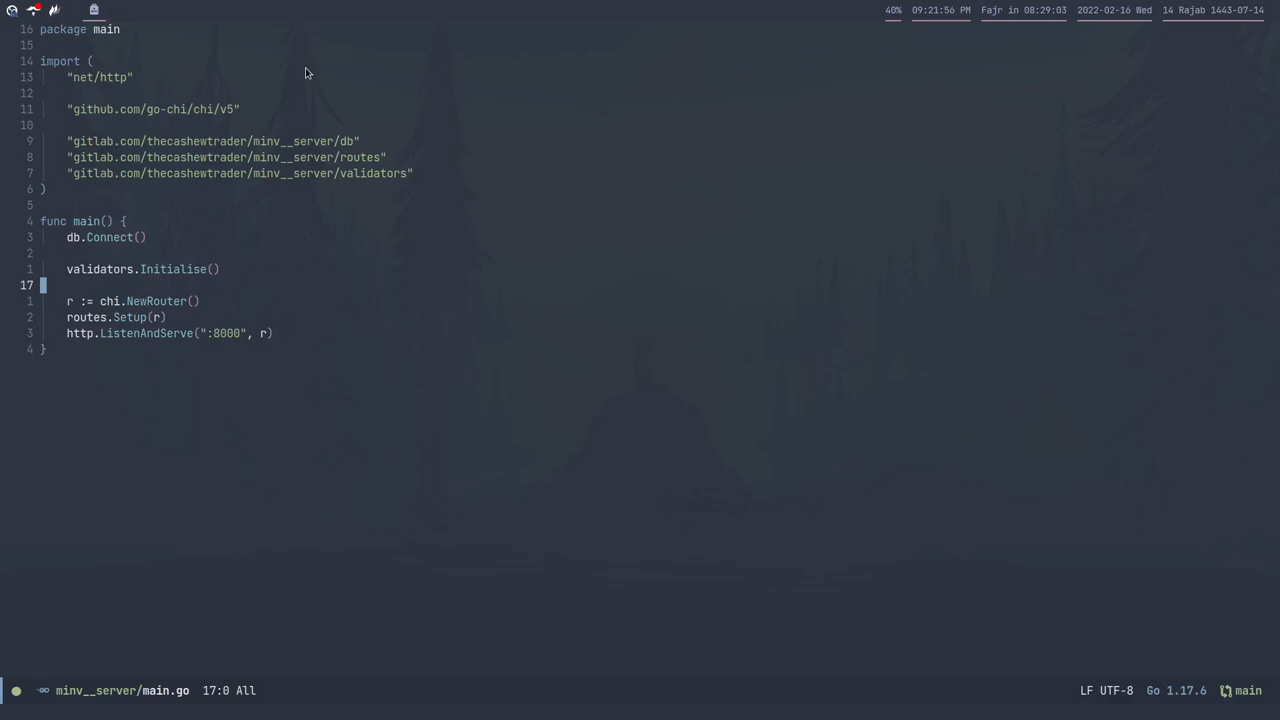 40% 09:21:56 PM Fajr in 08:29:03 2022-02-16 Wed 14 Rajab 1443-07-14
16 package main
15
14 import (
13 "net/http"
12
11 "github.com/go-chi/chi/v5"
10
9 "gitlab.com/thecashewtrader/minv__server/db"
8 "gitlab.com/thecashewtrader/minv__server/routes"
7 "gitlab.com/thecashewtrader/minv__server/validators"
6 )
5
4 func main() {
3 db.Connect()
2
1 validators.Initialise()
17
1 r := chi.NewRouter()
2 routes.Setup(r)
3 http.ListenAndServe(":8000", r)
4 }
minv__server/main.go 17:0 All LF UTF-8 Go 1.17.6 main